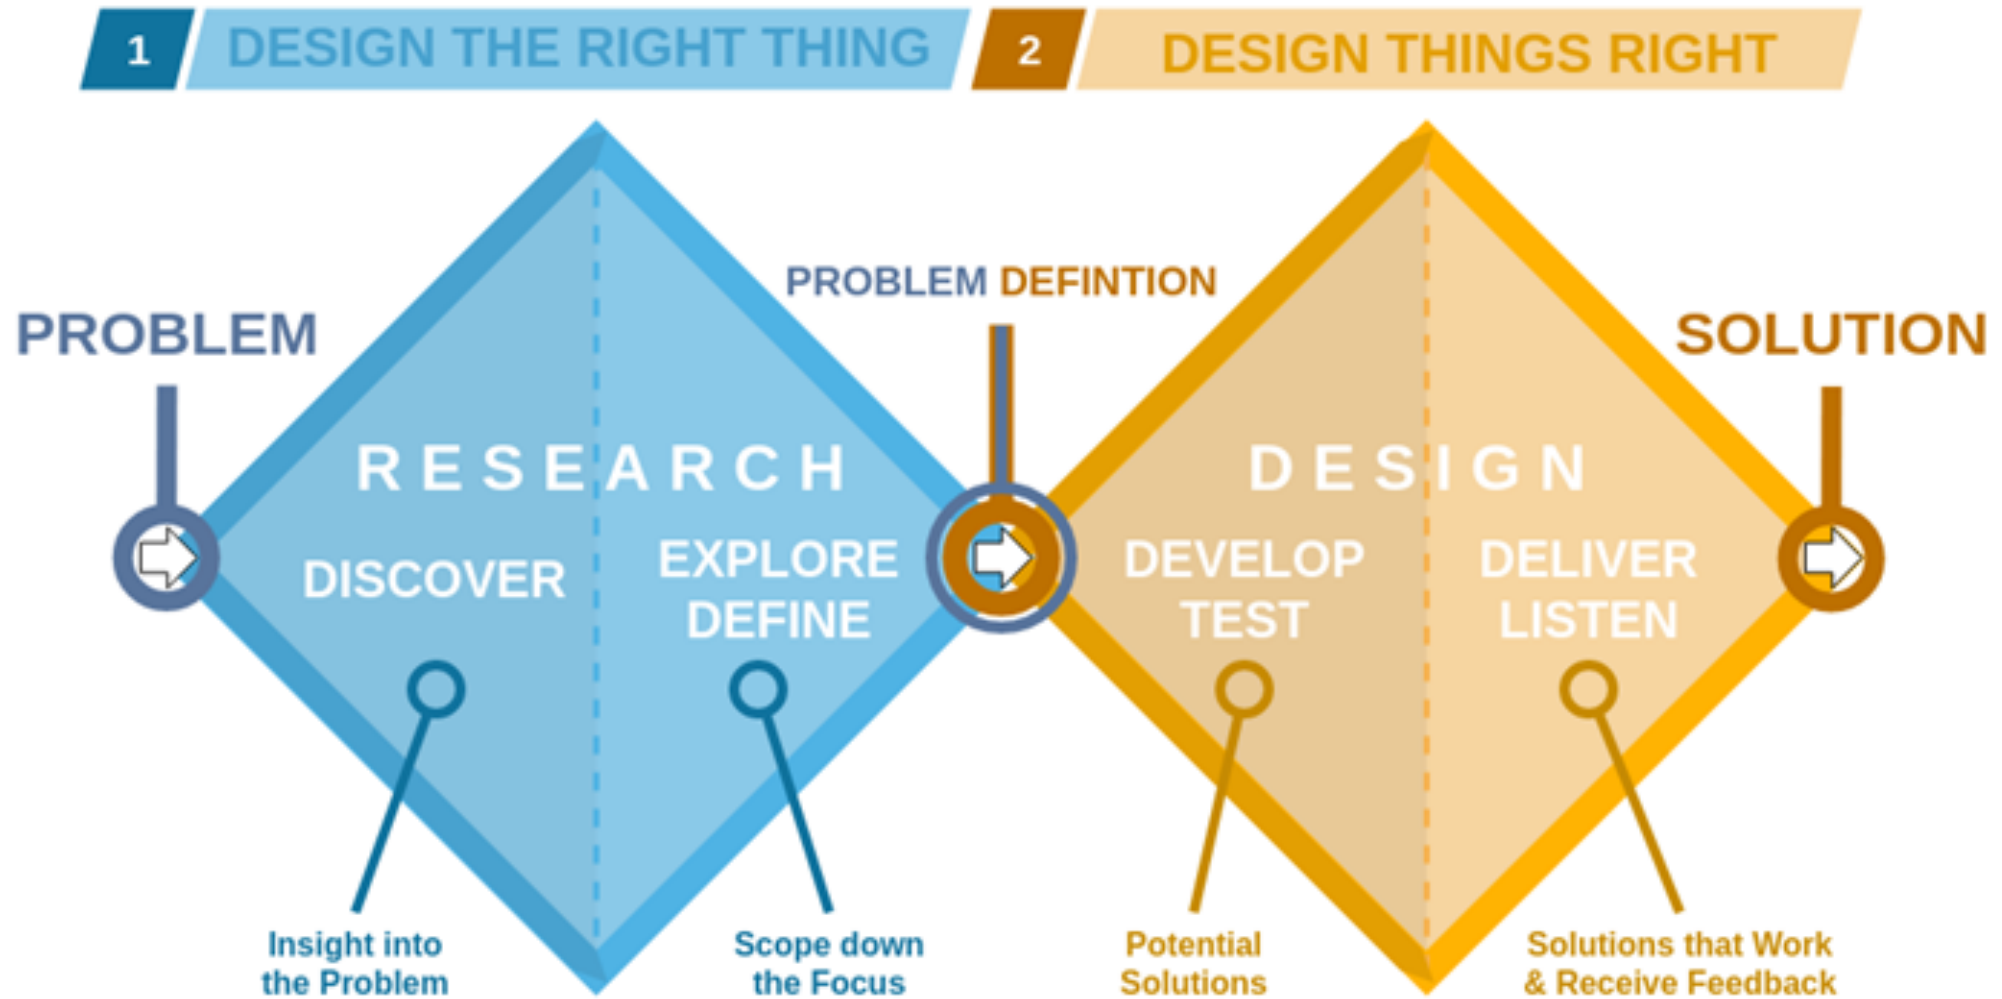 1 DESIGN THE RIGHT THING
2 DESIGN THINGS RIGHT
PROBLEM
PROBLEM DEFINTION
SOLUTION
RESEARCH
DISCOVER
EXPLORE
DEFINE
DESIGN
DEVELOP
TEST
DELIVER
LISTEN
Insight into
the Problem
Scope down
the Focus
Potential
Solutions
Solutions that Work
& Receive Feedback